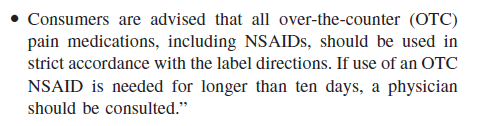 • Consumers are advised that all over-the-counter (OTC)
pain medications, including NSAIDs, should be used in
strict accordance with the label directions. If use of an OTC
NSAID is needed for longer than ten days, a physician
should be consulted.”